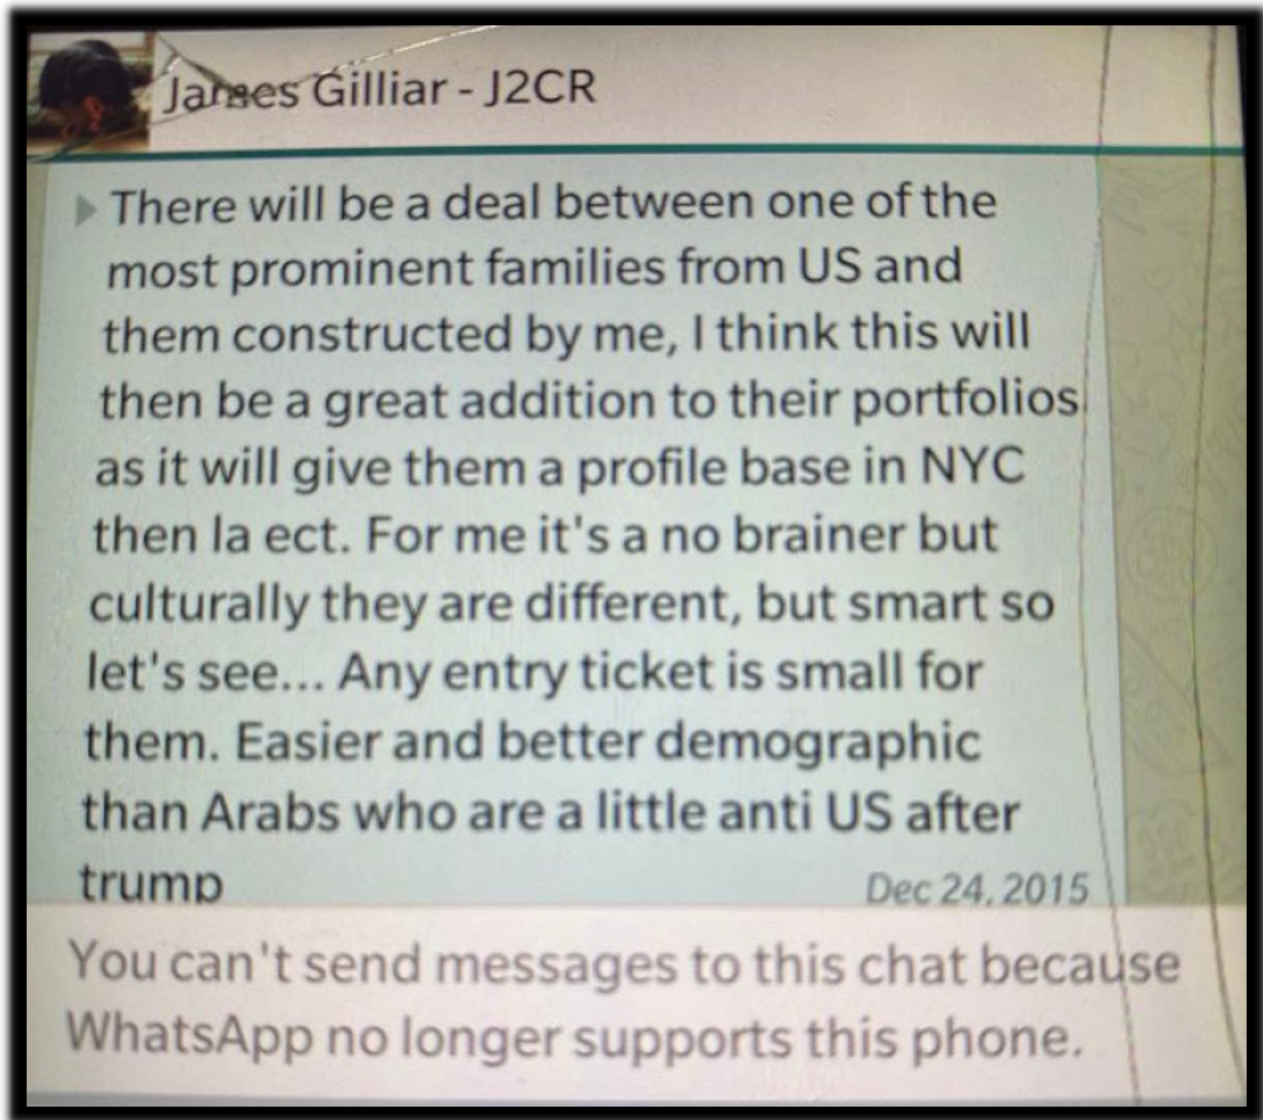 James Gilliar - J2CR
There will be a deal between one of the
most prominent families from US and
them constructed by me, I think this will
then be a great addition to their portfolios
as it will give them a profile base in NYC
then la ect. For me it's a no brainer but
culturally they are different, but smart so
let's see... Any entry ticket is small for
them. Easier and better demographic
than Arabs who are a little anti US after
trump
Dec 24, 2015
You can't send messages to this chat because
WhatsApp no longer supports this phone.